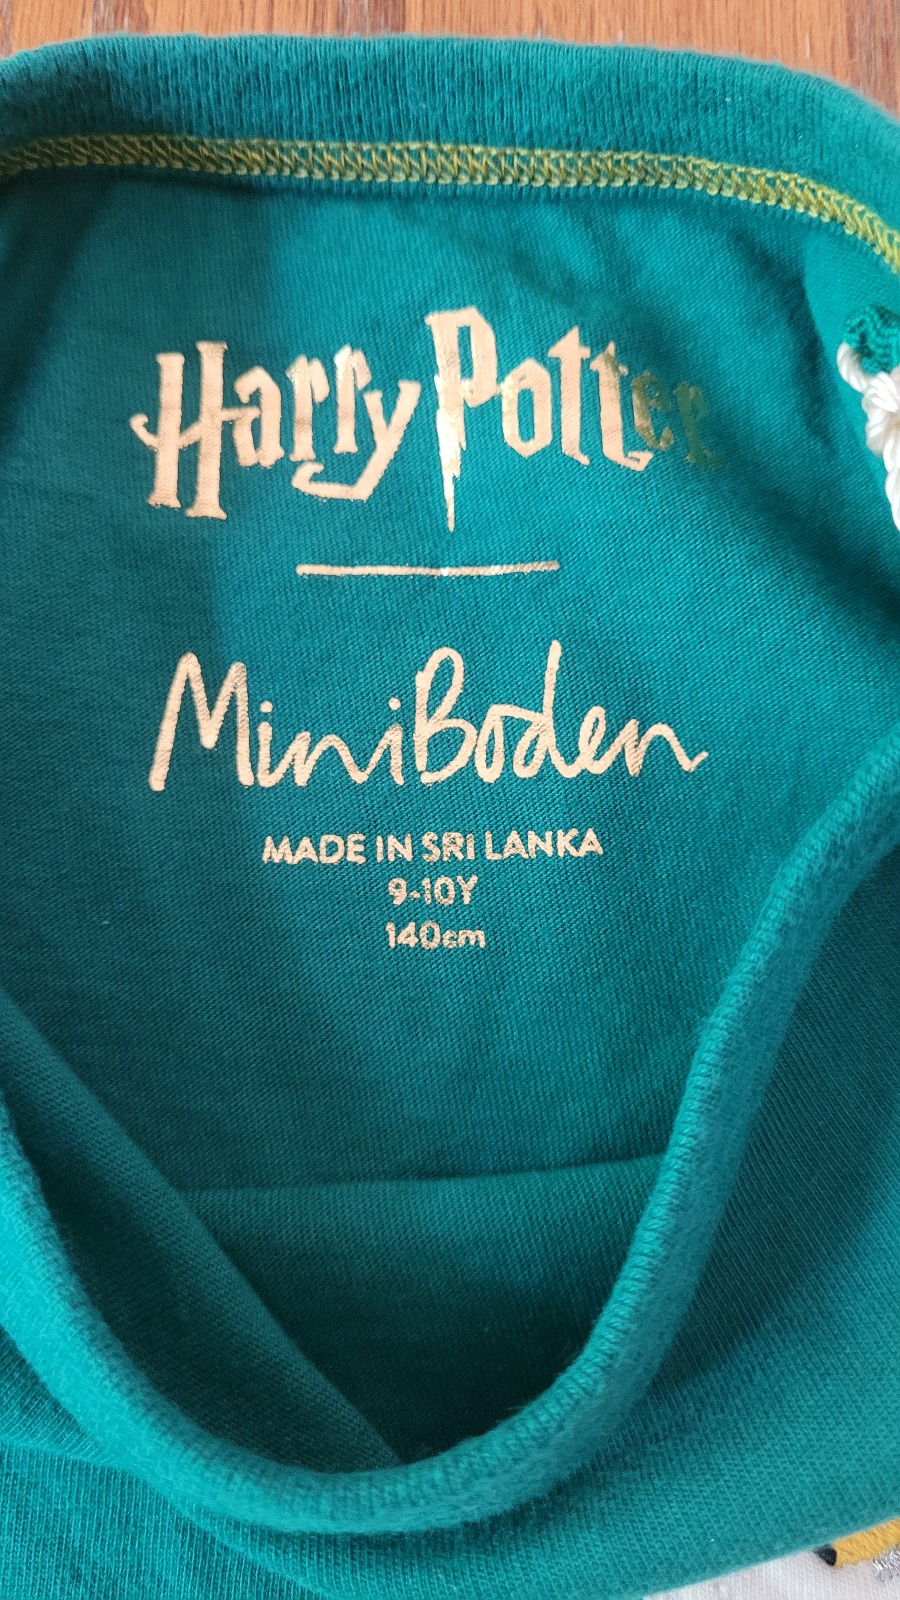 Harry Potter
MiniBoden
MADE IN SRI LANKA
9-10Y
140cm